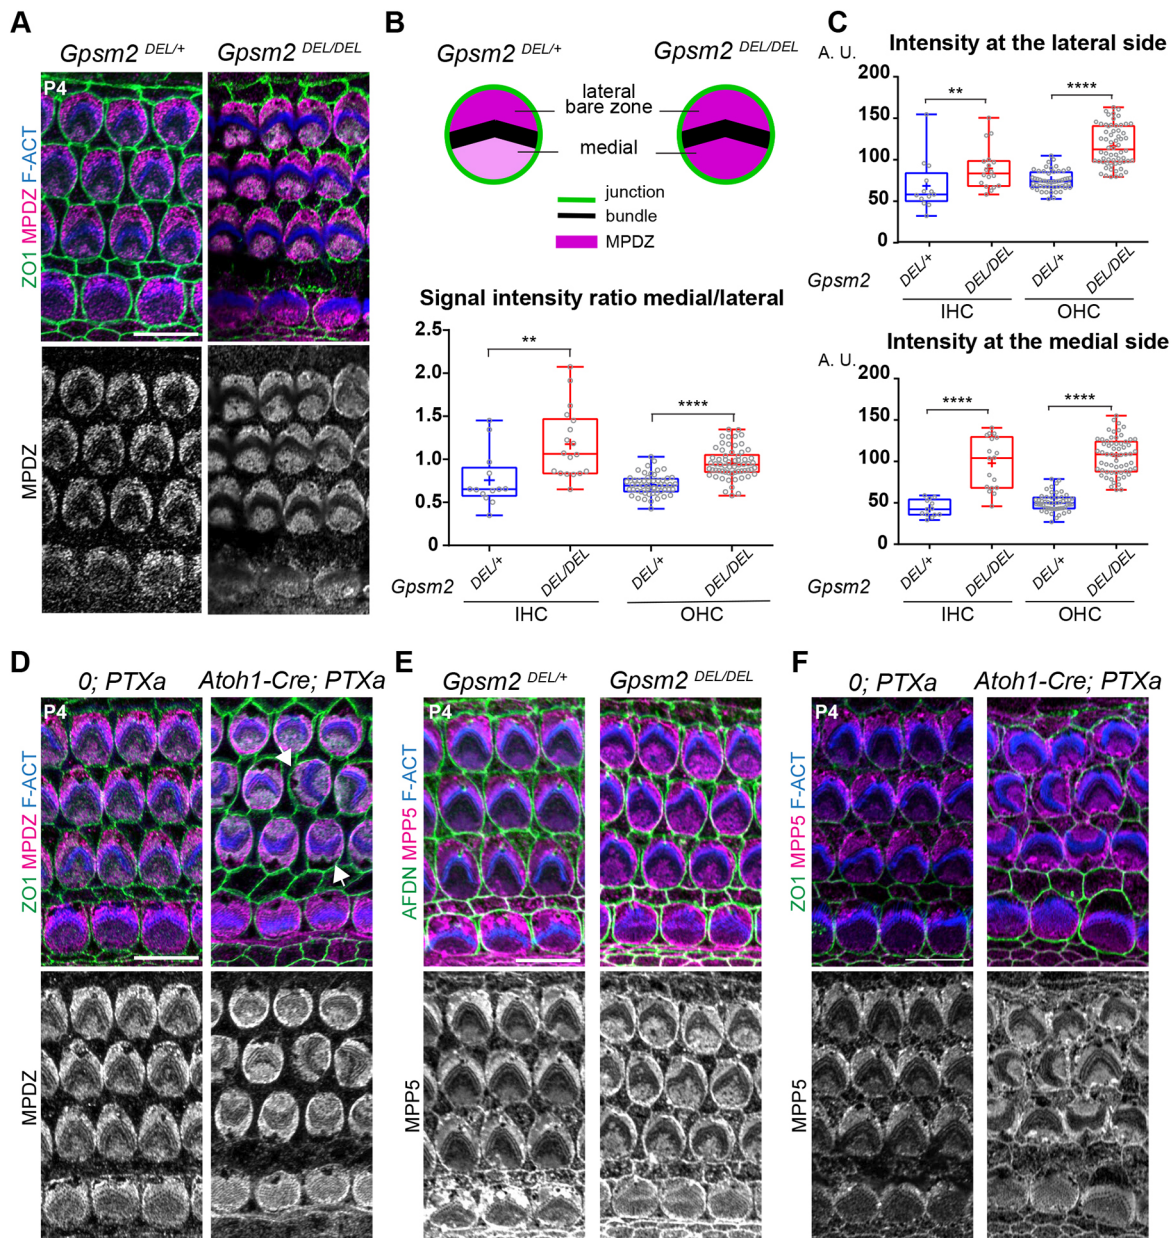 A
Gpsm2 DEL/+
Gpsm2 DEL/DEL
P4
ZO1 MPDZ F-ACT
MPDZ
B
Gpsm2 DEL/+
Gpsm2 DEL/DEL
lateral
bare zone
medial
junction
bundle
MPDZ
Signal intensity ratio medial/lateral
2.5
2.0
1.5
1.0
0.5
0
**
****
Gpsm2
DEL/+
DEL/DEL
DEL/+
DEL/DEL
IHC
OHC
C
A. U.
Intensity at the lateral side
200
150
100
50
0
**
****
Gpsm2
DEL/+
DEL/DEL
DEL/+
DEL/DEL
IHC
OHC
A. U.
Intensity at the medial side
200
150
100
50
0
****
****
Gpsm2
DEL/+
DEL/DEL
DEL/+
DEL/DEL
IHC
OHC
D
0; PTXa
Atoh1-Cre; PTXa
P4
ZO1 MPDZ F-ACT
MPDZ
E
Gpsm2 DEL/+
Gpsm2 DEL/DEL
P4
AFDN MPP5 F-ACT
MPP5
F
0; PTXa
Atoh1-Cre; PTXa
P4
ZO1 MPP5 F-ACT
MPP5